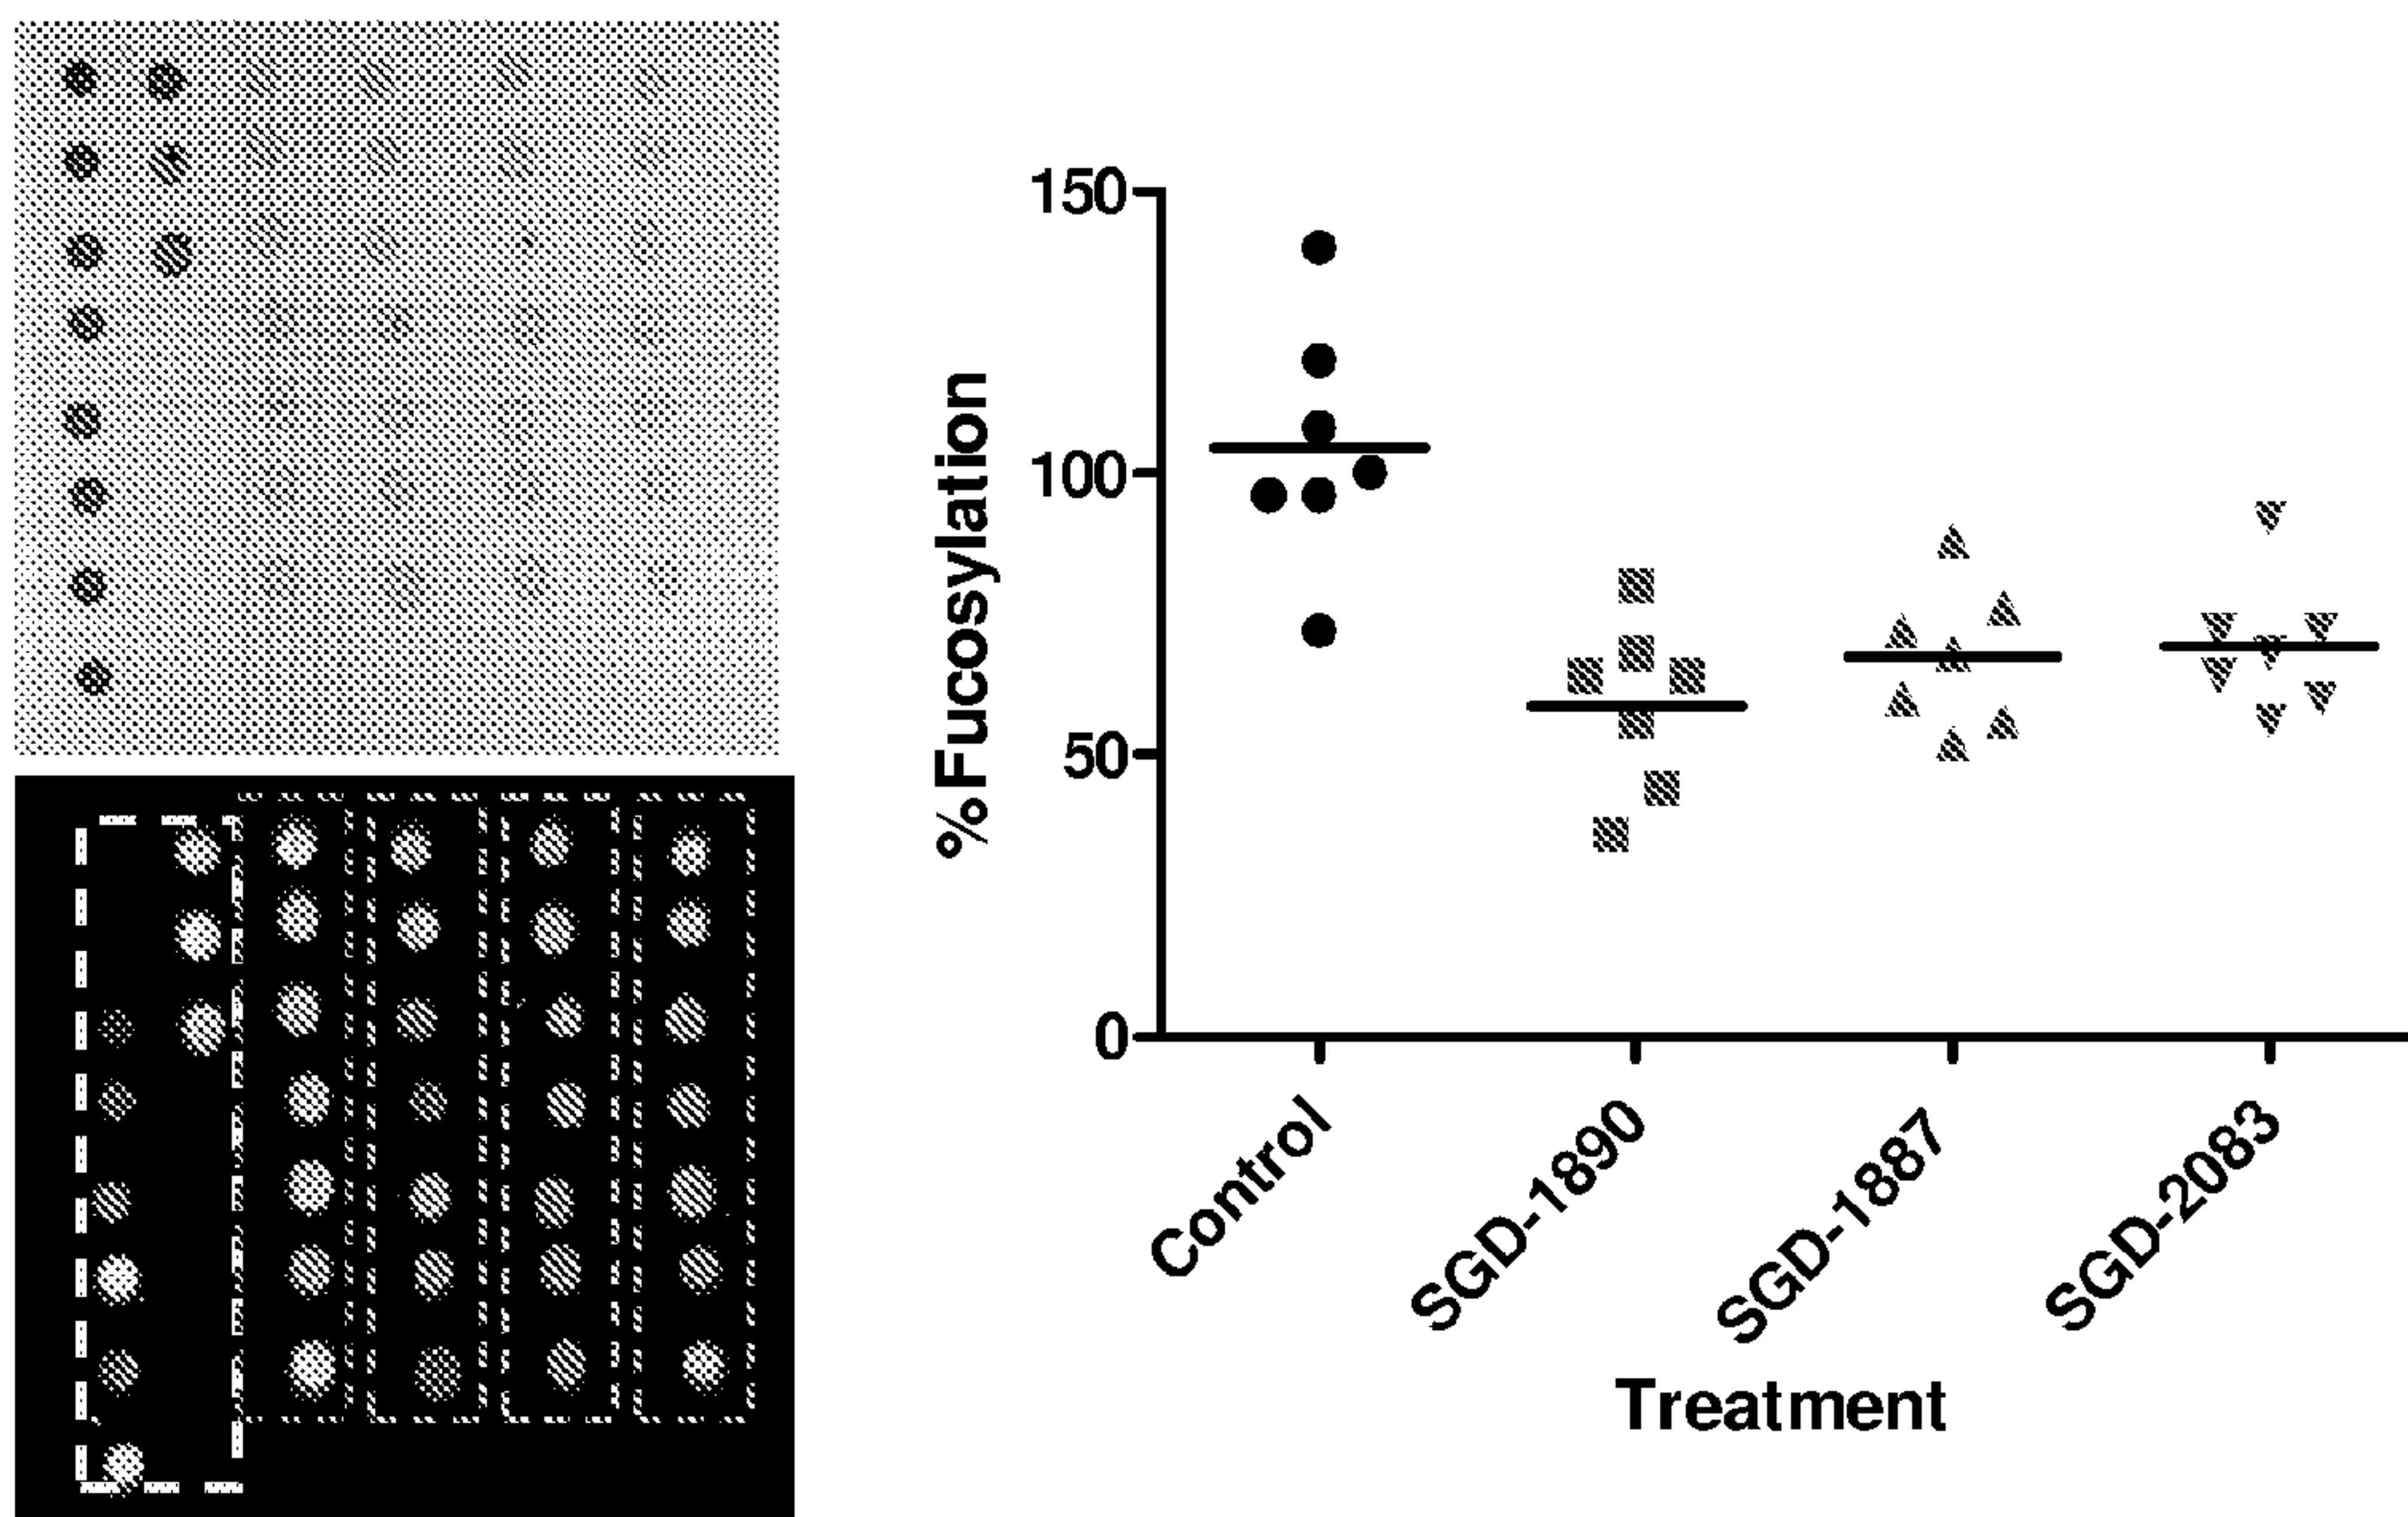 150
100
50
0
%Fucosylation
Control
SGD-1890
SGD-1887
SGD-2083
Treatment